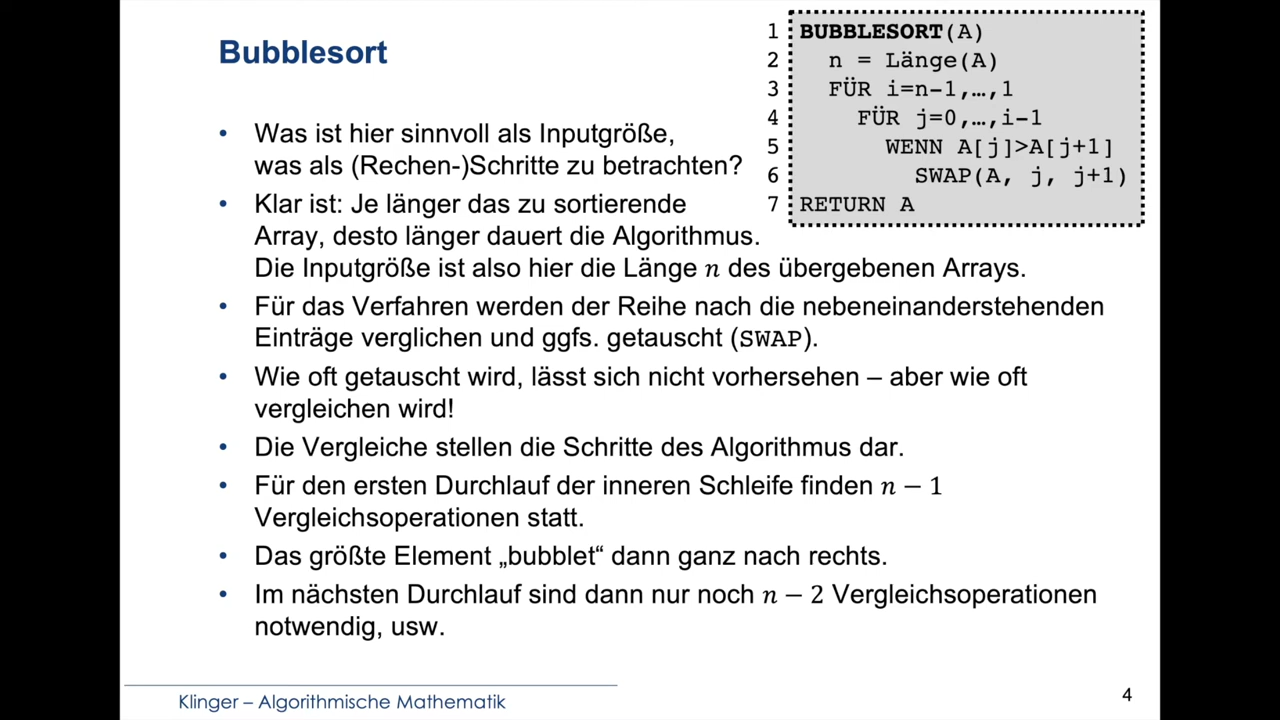 Bubblesort
1 BUBBLESORT(A)
2 n = Länge(A)
3 FÜR i=n-1,…,1
4 FÜR j=0,…,i-1
5 WENN A[j]>A[j+1]
6 SWAP(A, j, j+1)
7 RETURN A
• Was ist hier sinnvoll als Inputgröße,
was als (Rechen-)Schritte zu betrachten?
• Klar ist: Je länger das zu sortierende
Array, desto länger dauert die Algorithmus.
Die Inputgröße ist also hier die Länge n des übergebenen Arrays.
• Für das Verfahren werden der Reihe nach die nebeneinanderstehenden
Einträge verglichen und ggfs. getauscht (SWAP).
• Wie oft getauscht wird, lässt sich nicht vorhersehen – aber wie oft
vergleichen wird!
• Die Vergleiche stellen die Schritte des Algorithmus dar.
• Für den ersten Durchlauf der inneren Schleife finden n − 1
Vergleichsoperationen statt.
• Das größte Element „bubblet“ dann ganz nach rechts.
• Im nächsten Durchlauf sind dann nur noch n − 2 Vergleichsoperationen
notwendig, usw.
Klinger – Algorithmische Mathematik
4